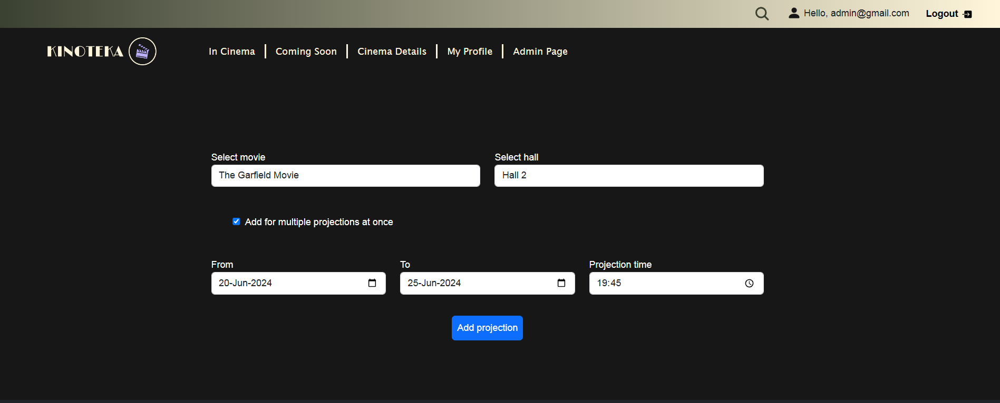 Hello, admin@gmail.com Logout
KINOTEKA In Cinema Coming Soon Cinema Details My Profile Admin Page
Select movie Select hall
The Garfield Movie Hall 2
Add for multiple projections at once
From To Projection time
20-Jun-2024 25-Jun-2024 19:45
Add projection